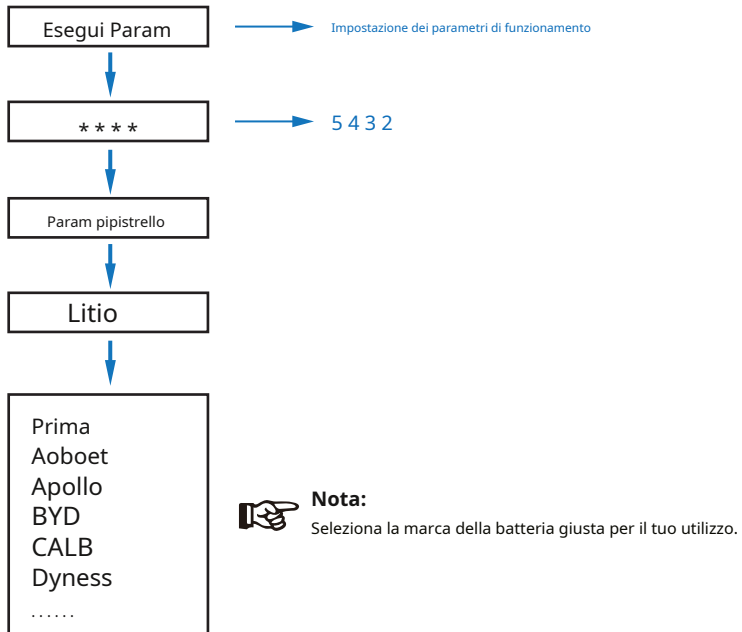 Esegui Param
Impostazione dei parametri di funzionamento
* * * *
5 4 3 2
Param pipistrello
Litio
Prima
Aoboet
Apollo
BYD
CALB
Dyness
......
Nota:
Seleziona la marca della batteria giusta per il tuo utilizzo.